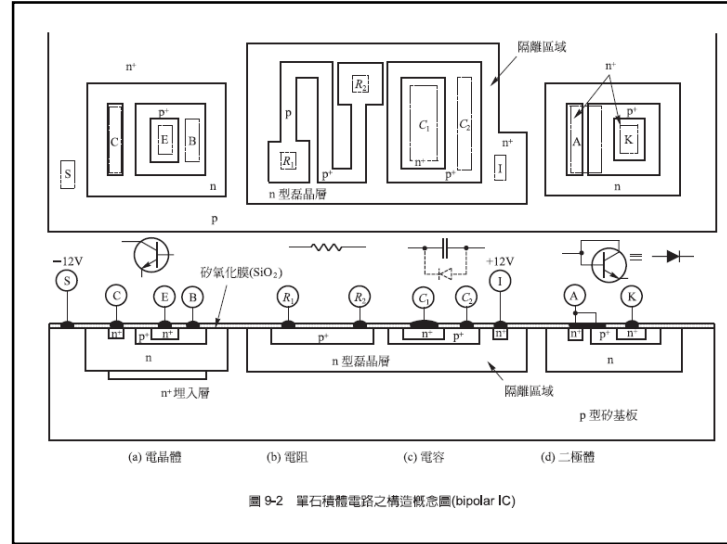 隔離區域
n⁺
n⁺
R₂
p⁺
p⁺
p
C
E
B
C₁
C₂
A
K
n⁺
S
R₁
n⁺
I
p⁺
p⁺
n
n 型磊晶層
n
p
−12V
矽氧化膜(SiO₂)
+12V
S
C
E
B
R₁
R₂
C₁
C₂
I
A
K
n⁺
p⁺
n⁺
p⁺
n⁺
p⁺
n⁺
n⁺
p⁺
n⁺
n
n 型磊晶層
n
n⁺ 埋入層
隔離區域
p 型矽基板
(a) 電晶體
(b) 電阻
(c) 電容
(d) 二極體
圖 9-2 單石積體電路之構造概念圖(bipolar IC)